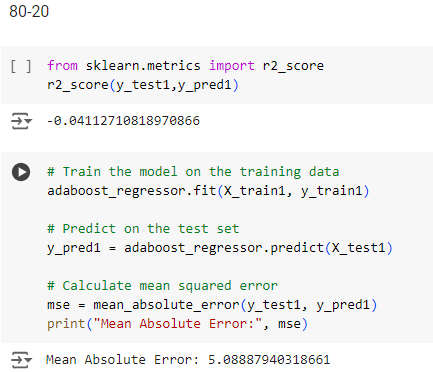 80-20
[ ] from sklearn.metrics import r2_score
r2_score(y_test1,y_pred1)
-0.04112710818970866
# Train the model on the training data
adaboost_regressor.fit(X_train1, y_train1)
# Predict on the test set
y_pred1 = adaboost_regressor.predict(X_test1)
# Calculate mean squared error
mse = mean_absolute_error(y_test1, y_pred1)
print("Mean Absolute Error:", mse)
Mean Absolute Error: 5.08887940318661